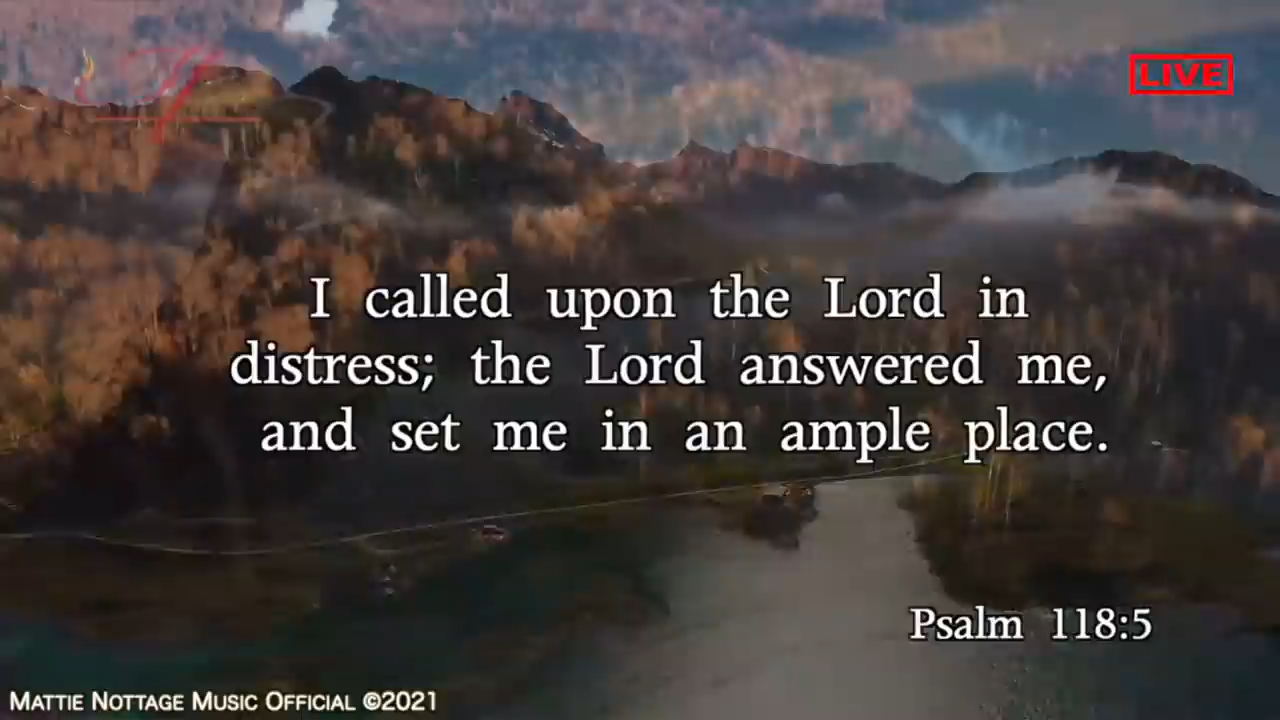 LIVE
I called upon the Lord in
distress; the Lord answered me,
and set me in an ample place.
Psalm 118:5
MATTIE NOTTAGE MUSIC OFFICIAL ©2021